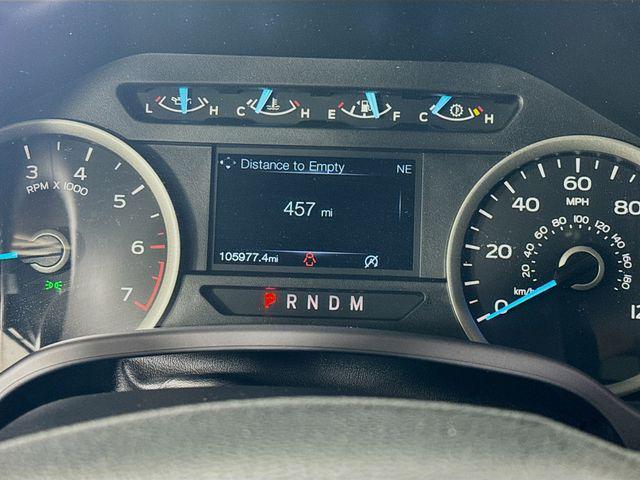 L H C H E F C H
Distance to Empty NE
457 mi
105977.4mi
P R N D M
3 4 5 6 7
RPM X 1000
0 20 40 60 80
MPH
20 40 60 80 100 120 140 160
km/h